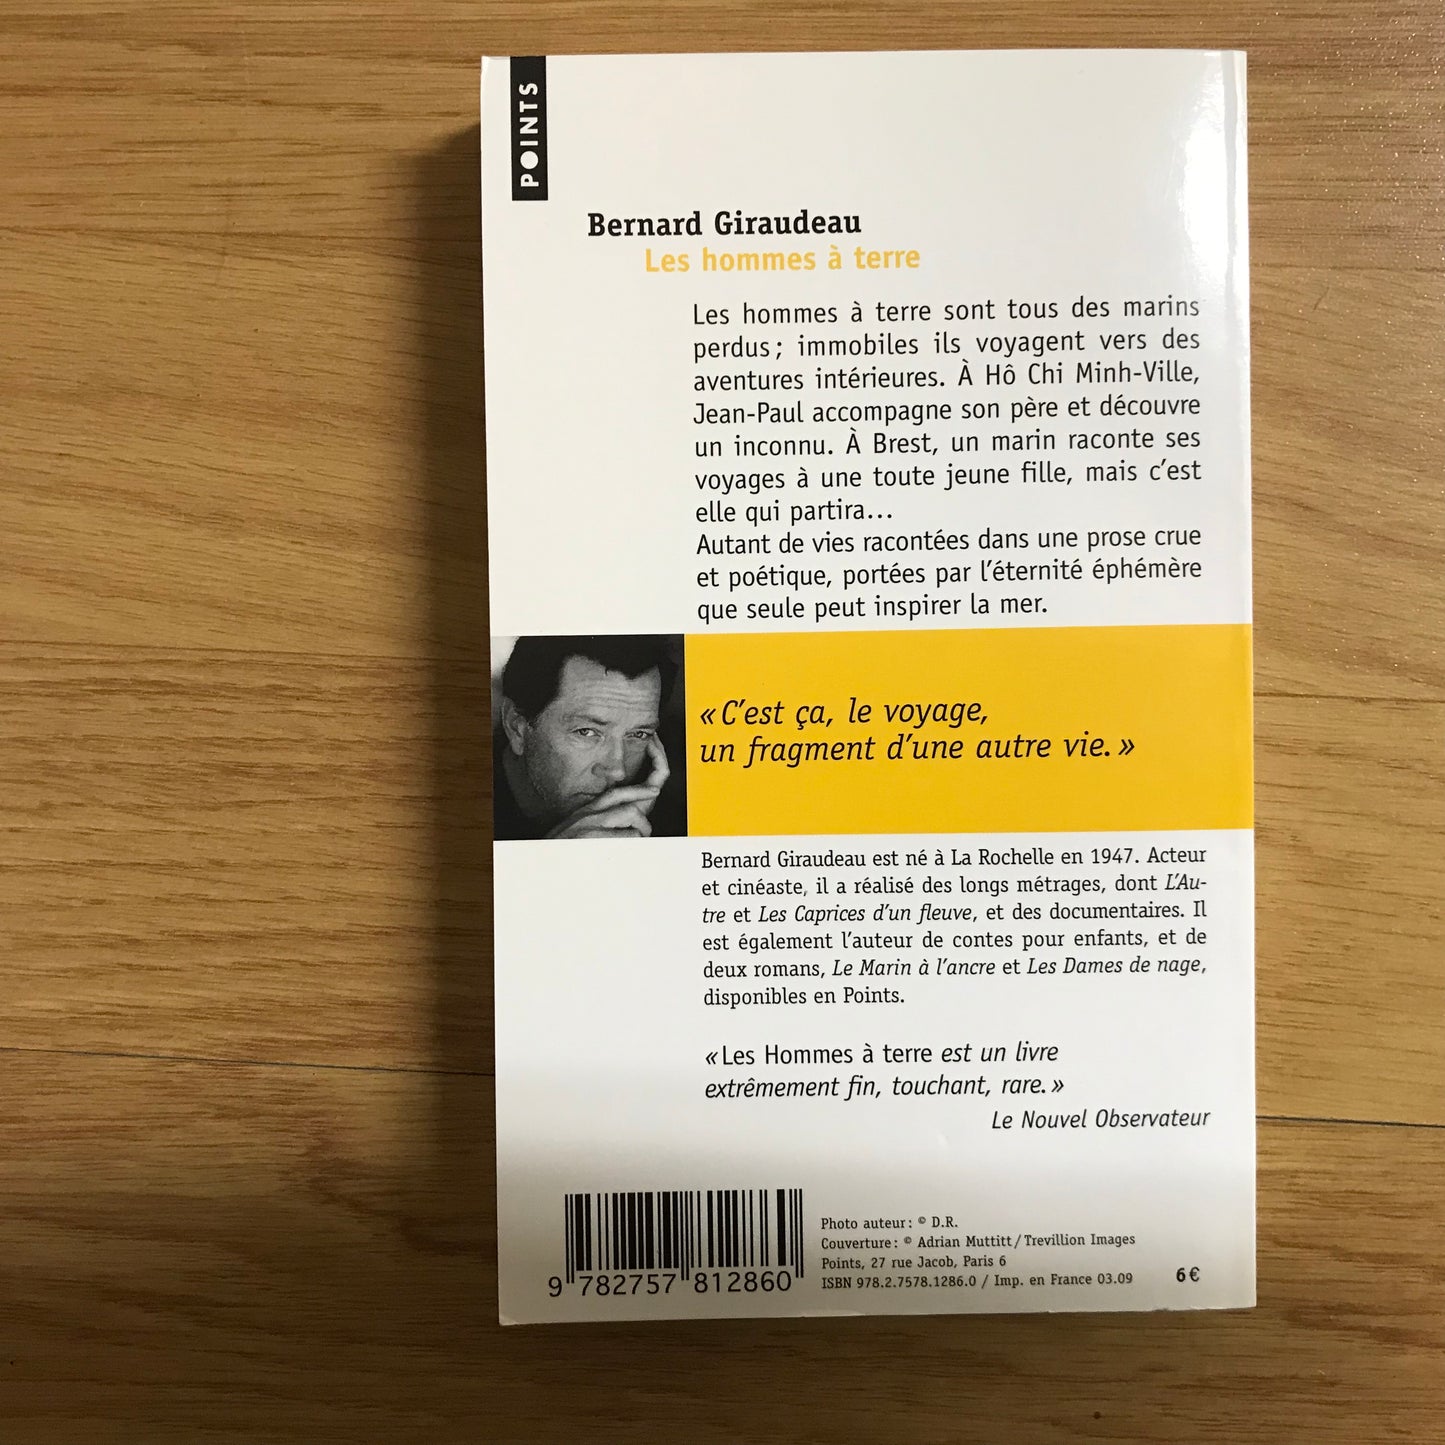 POINTS
Bernard Giraudeau
Les hommes à terre
Les hommes à terre sont tous des marins
perdus ; immobiles ils voyagent vers des
aventures intérieures. À Hô Chi Minh-Ville,
Jean-Paul accompagne son père et découvre
un inconnu. À Brest, un marin raconte ses
voyages à une toute jeune fille, mais c’est
elle qui partira…
Autant de vies racontées dans une prose crue
et poétique, portées par l’éternité éphémère
que seule peut inspirer la mer.
« C’est ça, le voyage,
un fragment d’une autre vie. »
Bernard Giraudeau est né à La Rochelle en 1947. Acteur
et cinéaste, il a réalisé des longs métrages, dont L’Au-
tre et Les Caprices d’un fleuve, et des documentaires. Il
est également l’auteur de contes pour enfants, et de
deux romans, Le Marin à l’ancre et Les Dames de nage,
disponibles en Points.
« Les Hommes à terre est un livre
extrêmement fin, touchant, rare. »
Le Nouvel Observateur
Photo auteur : © D.R.
Couverture : © Adrian Muttitt / Trevillion Images
Points, 27 rue Jacob, Paris 6
ISBN 978.2.7578.1286.0 / Imp. en France 03.09
6 €
9 782757 812860